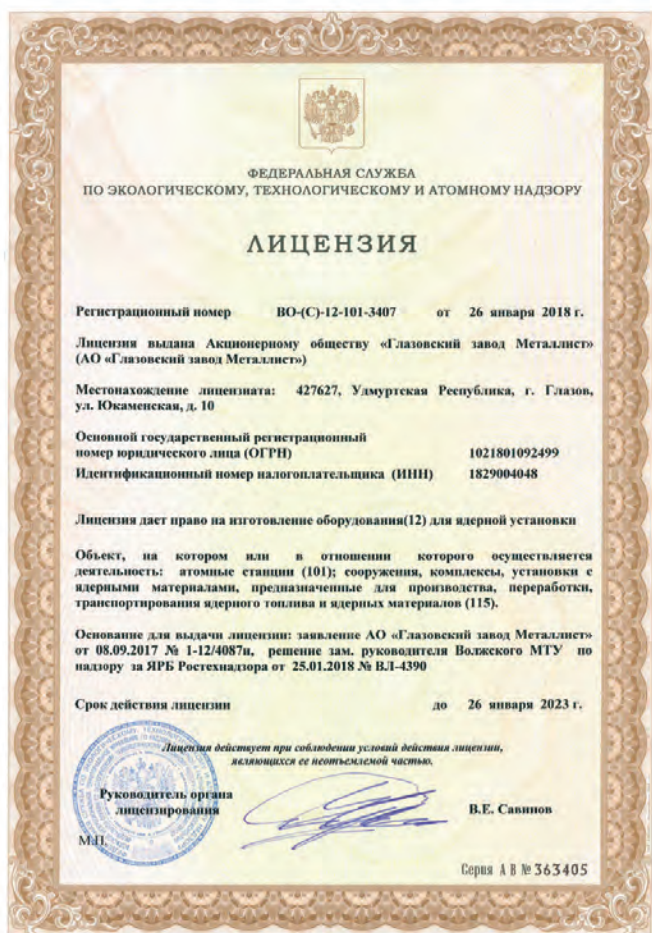 ФЕДЕРАЛЬНАЯ СЛУЖБА
ПО ЭКОЛОГИЧЕСКОМУ, ТЕХНОЛОГИЧЕСКОМУ И АТОМНОМУ НАДЗОРУ
ЛИЦЕНЗИЯ
Регистрационный номер ВО-(С)-12-101-3407 от 26 января 2018 г.
Лицензия выдана Акционерному обществу «Глазовский завод Металлист»
(АО «Глазовский завод Металлист»)
Местонахождение лицензиата: 427627, Удмуртская Республика, г. Глазов,
ул. Юкаменская, д. 10
Основной государственный регистрационный
номер юридического лица (ОГРН) 1021801092499
Идентификационный номер налогоплательщика (ИНН) 1829004048
Лицензия дает право на изготовление оборудования(12) для ядерной установки
Объект, на котором или в отношении которого осуществляется
деятельность: атомные станции (101); сооружения, комплексы, установки с
ядерными материалами, предназначенные для производства, переработки,
транспортирования ядерного топлива и ядерных материалов (115).
Основание для выдачи лицензии: заявление АО «Глазовский завод Металлист»
от 08.09.2017 № 1-12/4087н, решение зам. руководителя Волжского МТУ по
надзору за ЯРБ Ростехнадзора от 25.01.2018 № ВЛ-4390
Срок действия лицензии до 26 января 2023 г.
Лицензия действует при соблюдении условий действия лицензии,
являющихся ее неотъемлемой частью.
Руководитель органа
лицензирования В.Е. Савинов
М.П.
Серия А В № 363405